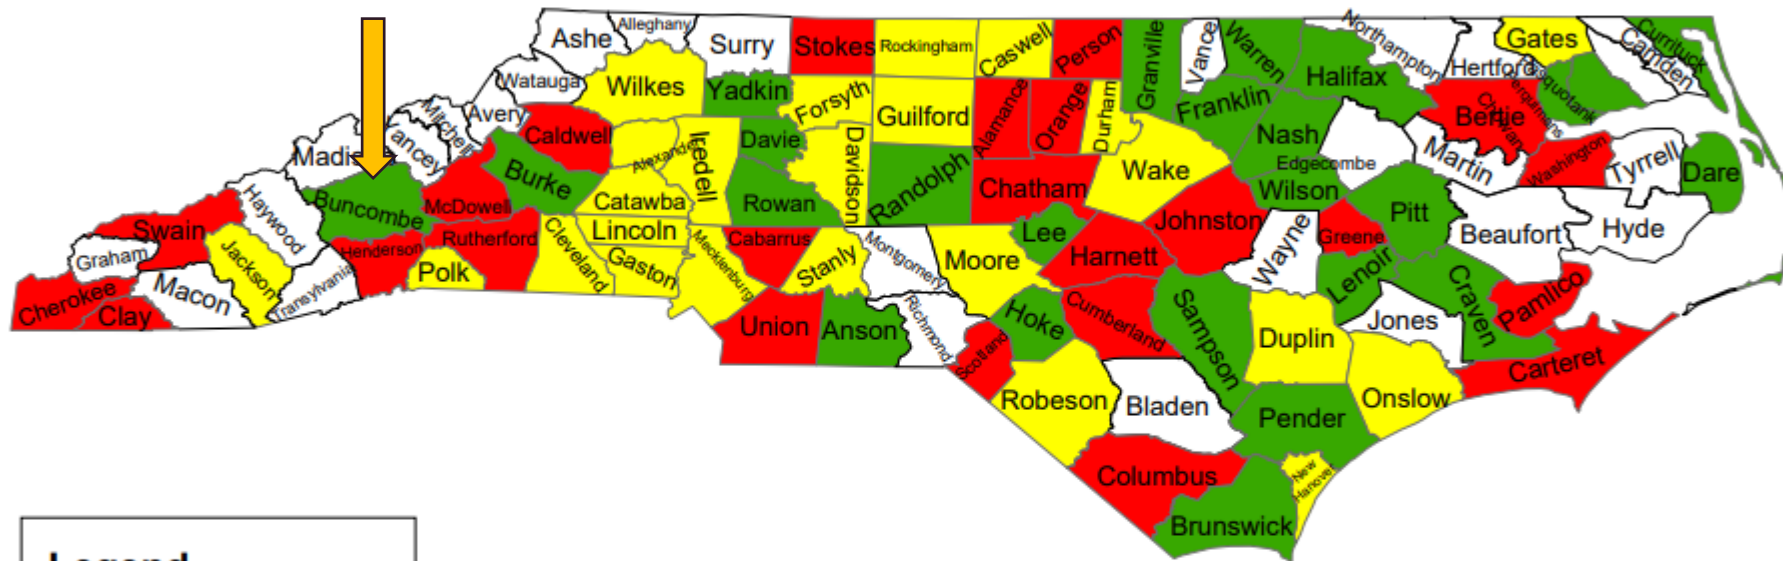 Ashe
Alleghany
Surry
Stokes
Rockingham
Caswell
Person
Granville
Vance
Warren
Northampton
Halifax
Hertford
Gates
Camden
Currituck
Pasquotank
Perquimans
Chowan
Bertie
Watauga
Wilkes
Yadkin
Forsyth
Guilford
Alamance
Orange
Durham
Franklin
Nash
Edgecombe
Martin
Washington
Tyrrell
Dare
Avery
Mitchell
ancey
Madi
Caldwell
Alexander
Iredell
Davie
Davidson
Randolph
Chatham
Wake
Wilson
Pitt
Beaufort
Hyde
Burke
McDowell
Buncombe
Haywood
Swain
Graham
Cherokee
Clay
Macon
Jackson
Transylvania
Henderson
Polk
Rutherford
Cleveland
Catawba
Lincoln
Gaston
Mecklenburg
Rowan
Cabarrus
Stanly
Montgomery
Moore
Lee
Harnett
Johnston
Wayne
Greene
Lenoir
Craven
Pamlico
Jones
Carteret
Union
Anson
Richmond
Scotland
Hoke
Cumberland
Sampson
Duplin
Onslow
Robeson
Bladen
Pender
Columbus
New
Hanover
Brunswick
Legend